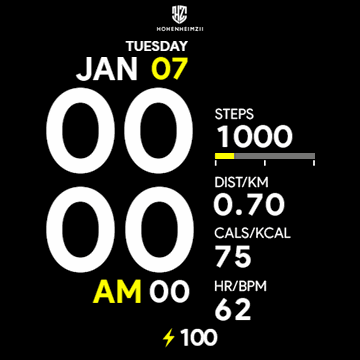 HOHENHEIMZII
TUESDAY
JAN 07
00
00
AM 00
STEPS
1000
DIST/KM
0.70
CALS/KCAL
75
HR/BPM
62
100